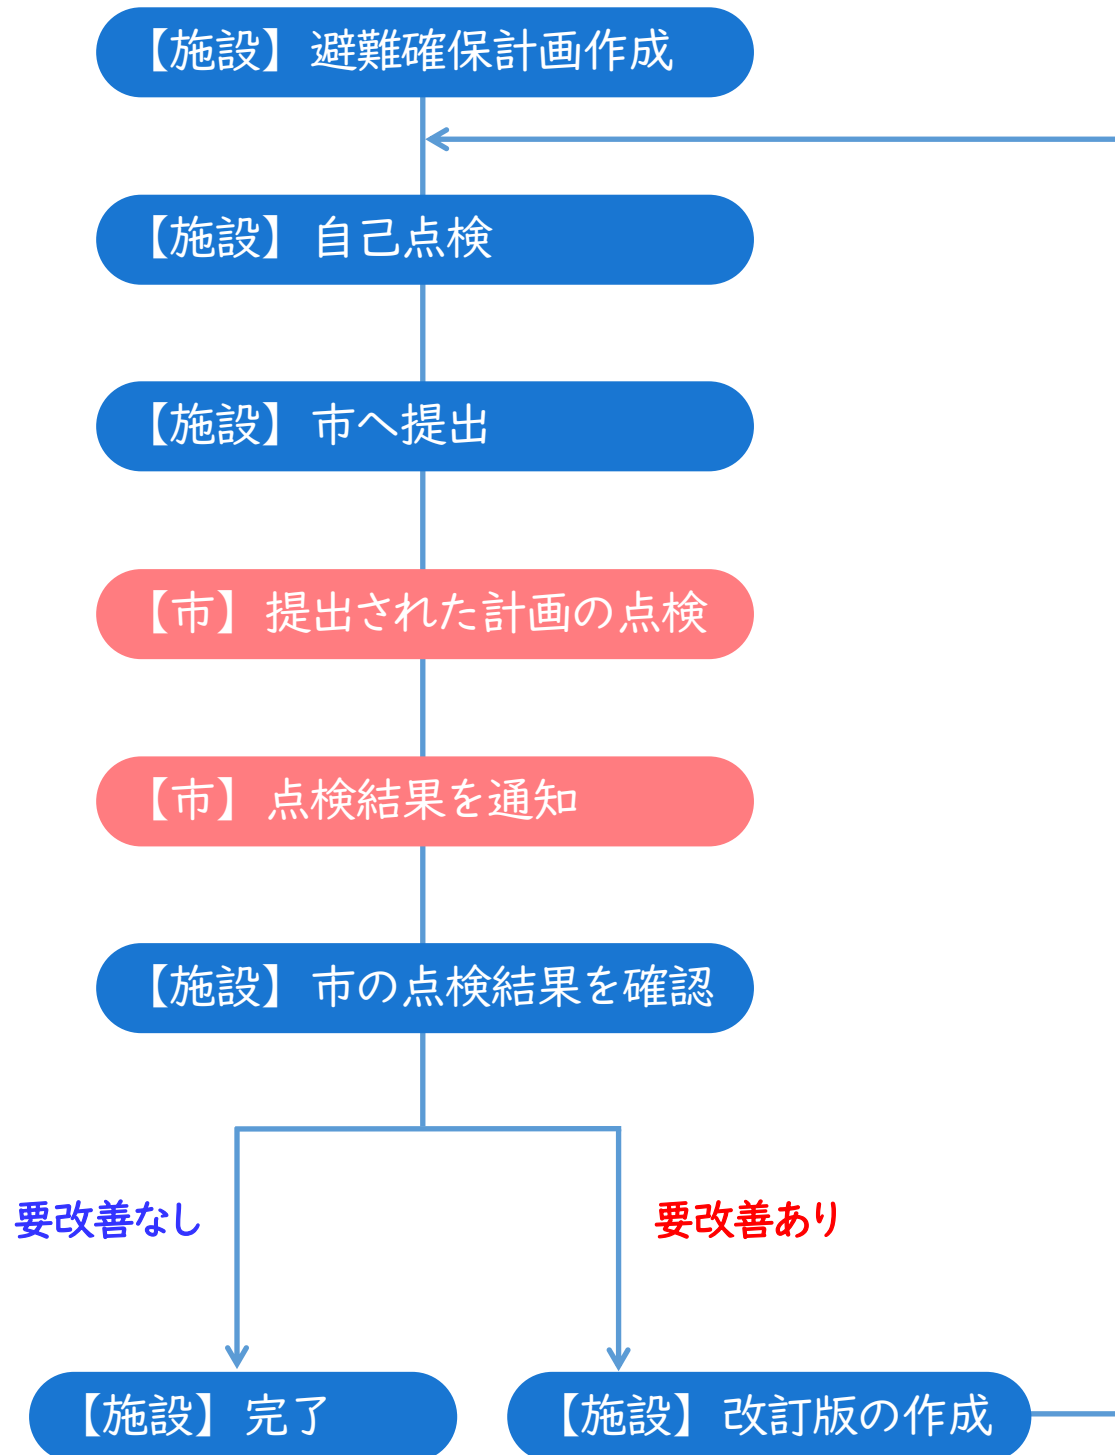 【施設】避難確保計画作成
【施設】自己点検
【施設】市へ提出
【市】提出された計画の点検
【市】点検結果を通知
【施設】市の点検結果を確認
要改善なし
要改善あり
【施設】完了
【施設】改訂版の作成